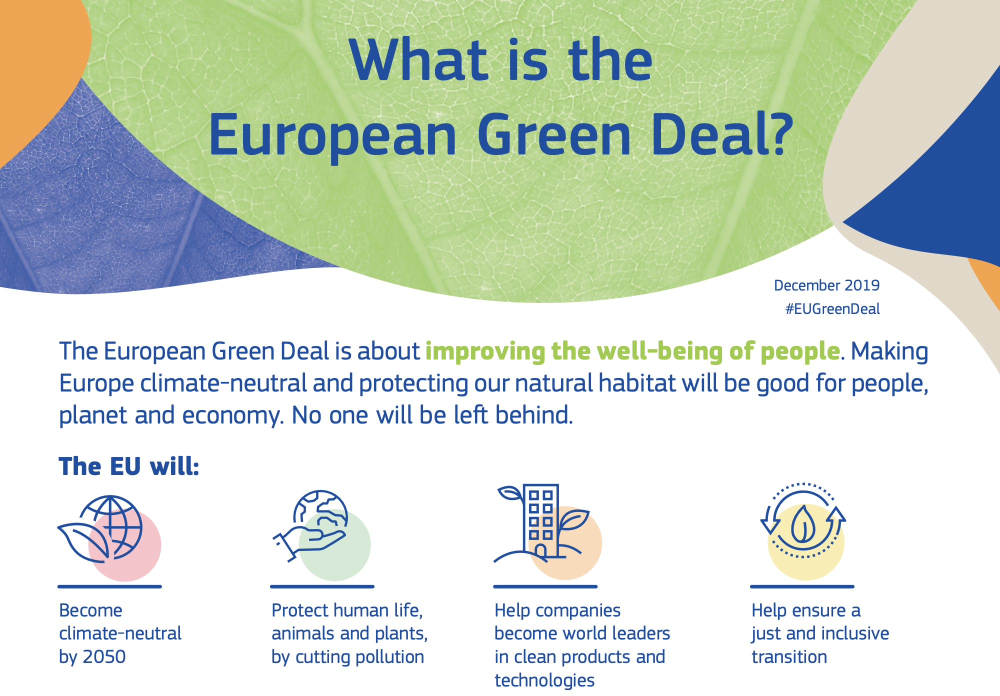 What is the
European Green Deal?
December 2019
#EUGreenDeal
The European Green Deal is about improving the well-being of people. Making
Europe climate-neutral and protecting our natural habitat will be good for people,
planet and economy. No one will be left behind.
The EU will:
Become
climate-neutral
by 2050
Protect human life,
animals and plants,
by cutting pollution
Help companies
become world leaders
in clean products and
technologies
Help ensure a
just and inclusive
transition